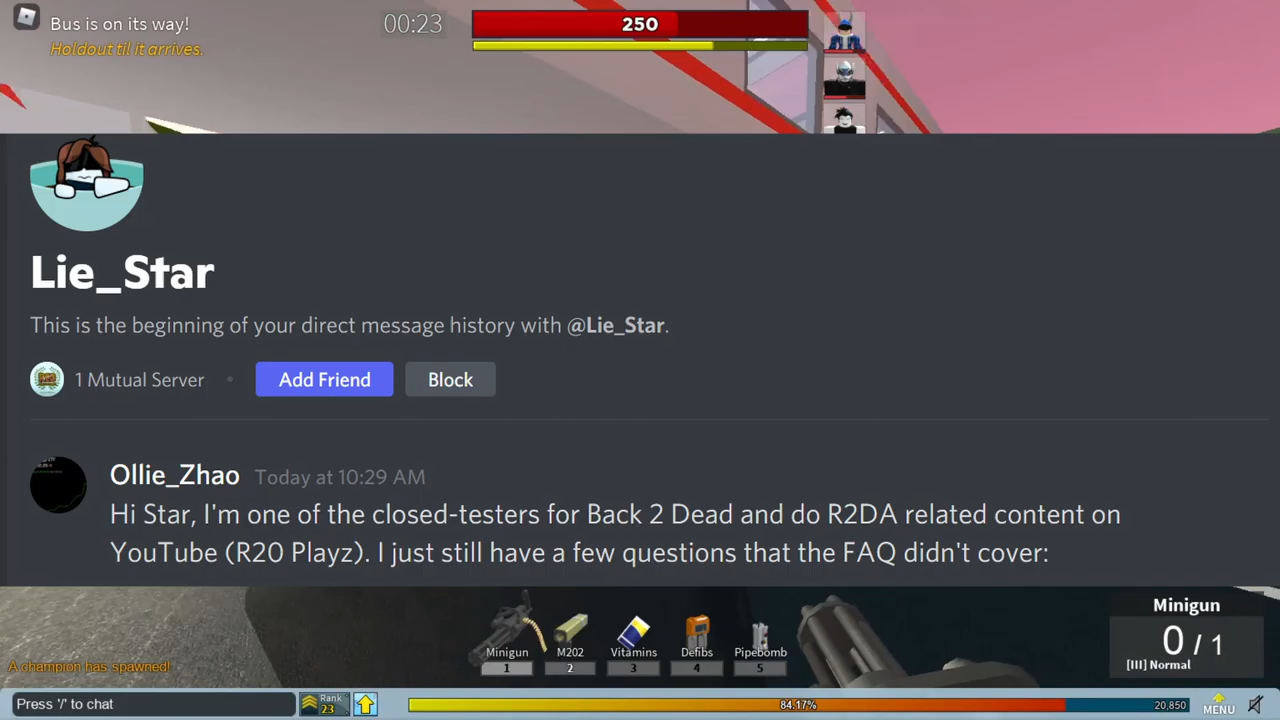 Bus is on its way!
Holdout til it arrives.
00:23
250
Lie_Star
This is the beginning of your direct message history with @Lie_Star.
1 Mutual Server
Add Friend
Block
Ollie_Zhao Today at 10:29 AM
Hi Star, I'm one of the closed-testers for Back 2 Dead and do R2DA related content on
YouTube (R20 Playz). I just still have a few questions that the FAQ didn't cover:
Minigun
0 / 1
[III] Normal
Minigun
1
M202
2
Vitamins
3
Defibs
4
Pipebomb
5
A champion has spawned!
Press '/' to chat
Rank
23
84.17%
20,850
MENU